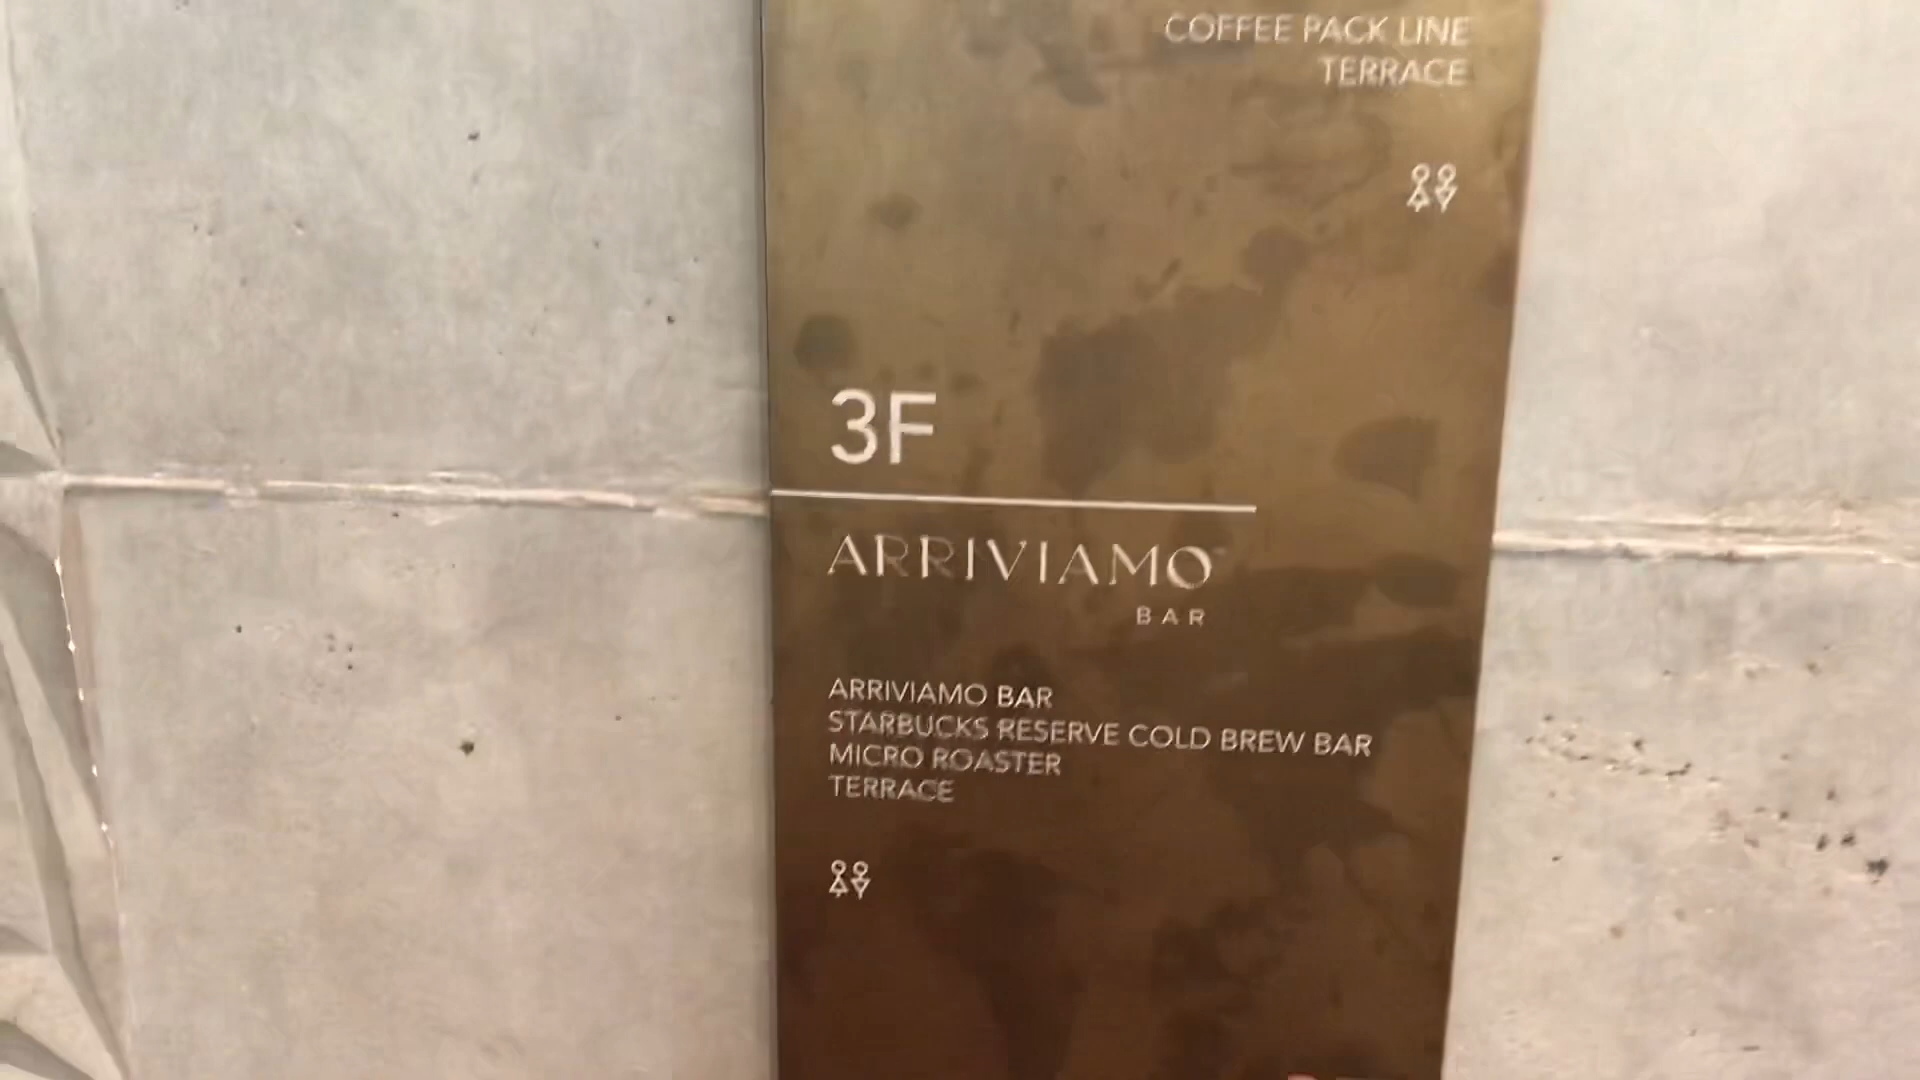 COFFEE PACK LINE
TERRACE
3F
ARRIVIAMO
BAR
ARRIVIAMO BAR
STARBUCKS RESERVE COLD BREW BAR
MICRO ROASTER
TERRACE